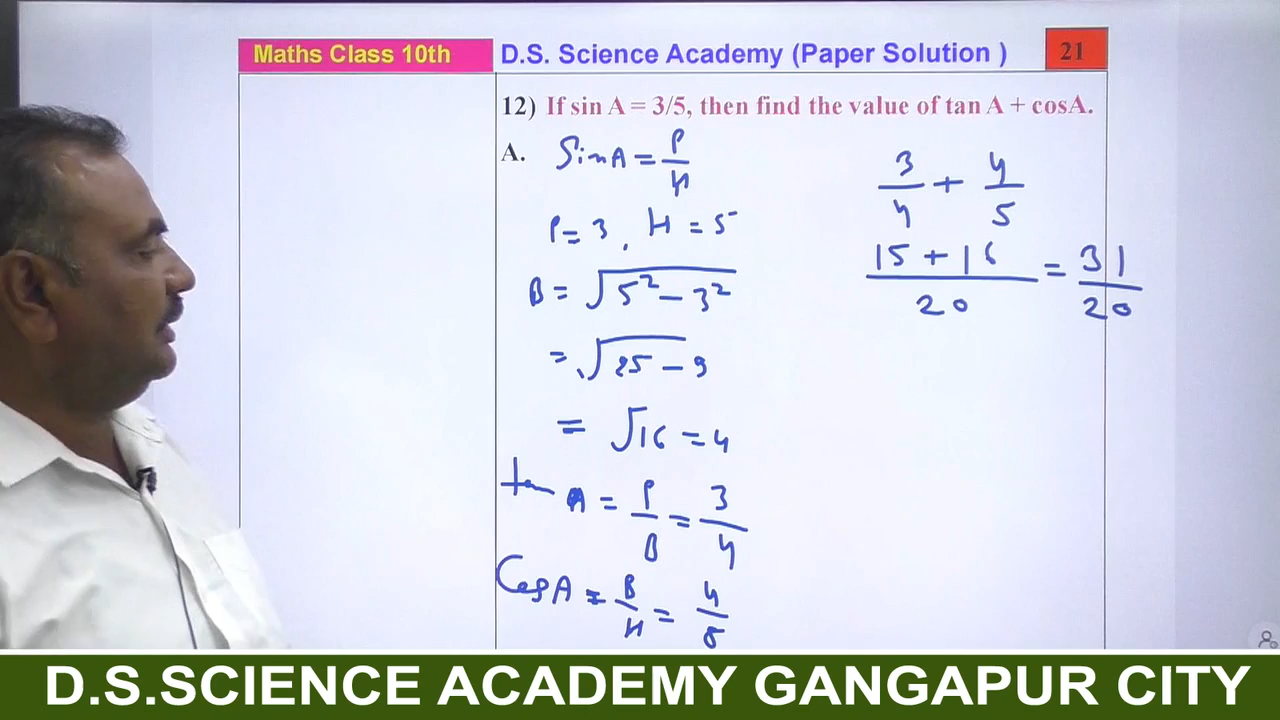 Maths Class 10th
D.S. Science Academy (Paper Solution )
21
12) If sin A = 3/5, then find the value of tan A + cosA.
A. Sin A = P/H
P = 3, H = 5
B = √5² - 3²
= √25 - 9
= √16 = 4
tan A = P/B = 3/4
Cos A = B/H = 4/5
3/4 + 4/5
15 + 16/20 = 31/20
D.S.SCIENCE ACADEMY GANGAPUR CITY